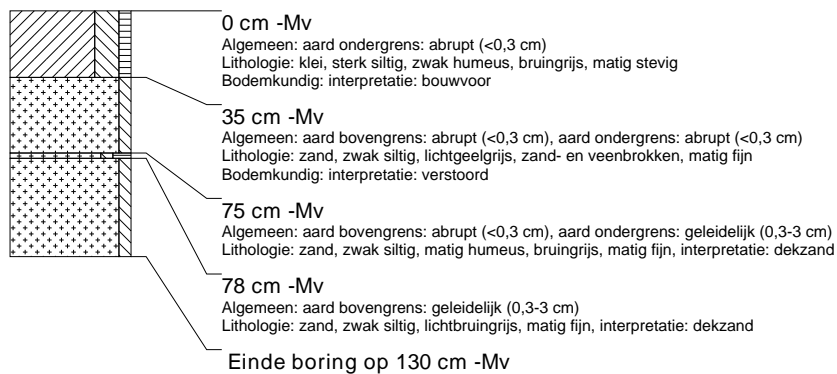 0 cm -Mv
Algemeen: aard ondergrens: abrupt (<0,3 cm)
Lithologie: klei, sterk siltig, zwak humeus, bruingrijs, matig stevig
Bodemkundig: interpretatie: bouwvoor
35 cm -Mv
Algemeen: aard bovengrens: abrupt (<0,3 cm), aard ondergrens: abrupt (<0,3 cm)
Lithologie: zand, zwak siltig, lichtgeelgrijs, zand- en veenbrokken, matig fijn
Bodemkundig: interpretatie: verstoord
75 cm -Mv
Algemeen: aard bovengrens: abrupt (<0,3 cm), aard ondergrens: geleidelijk (0,3-3 cm)
Lithologie: zand, zwak siltig, matig humeus, bruingrijs, matig fijn, interpretatie: dekzand
78 cm -Mv
Algemeen: aard bovengrens: geleidelijk (0,3-3 cm)
Lithologie: zand, zwak siltig, lichtbruingrijs, matig fijn, interpretatie: dekzand
Einde boring op 130 cm -Mv